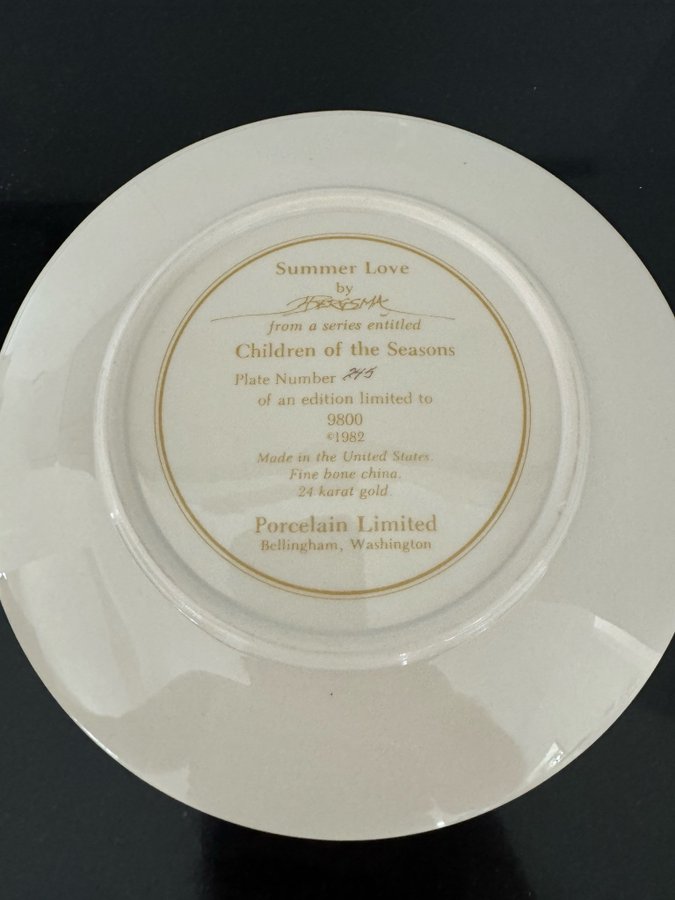 Summer Love
by
J BERGSMA
from a series entitled
Children of the Seasons
Plate Number 245
of an edition limited to
9800
©1982
Made in the United States.
Fine bone china.
24 karat gold.
Porcelain Limited
Bellingham, Washington